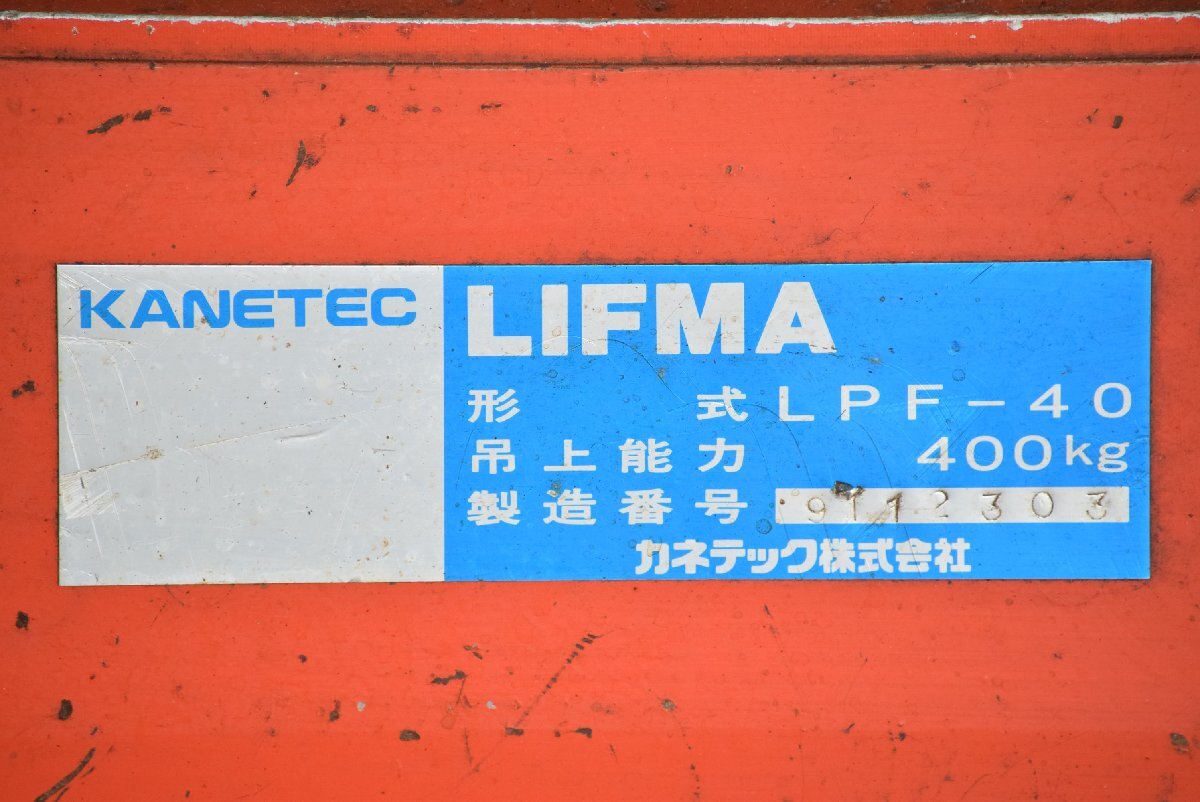 KANETEC
LIFMA
形式 LPF-40
吊上能力 400kg
製造番号 9112303
カネテック株式会社